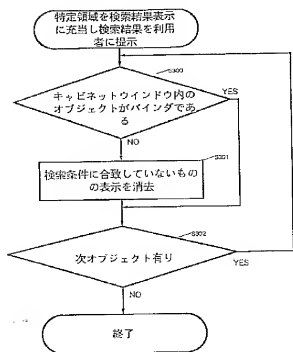 特定領域を検索結果表示
に充当し検索結果を利用
者に提示
S300
キャビネットウインドウ内の
オブジェクトがバインダであ
る
YES
NO
S301
検索条件に合致していないも
のの表示を消去
S302
次オブジェクト有り
YES
NO
終了